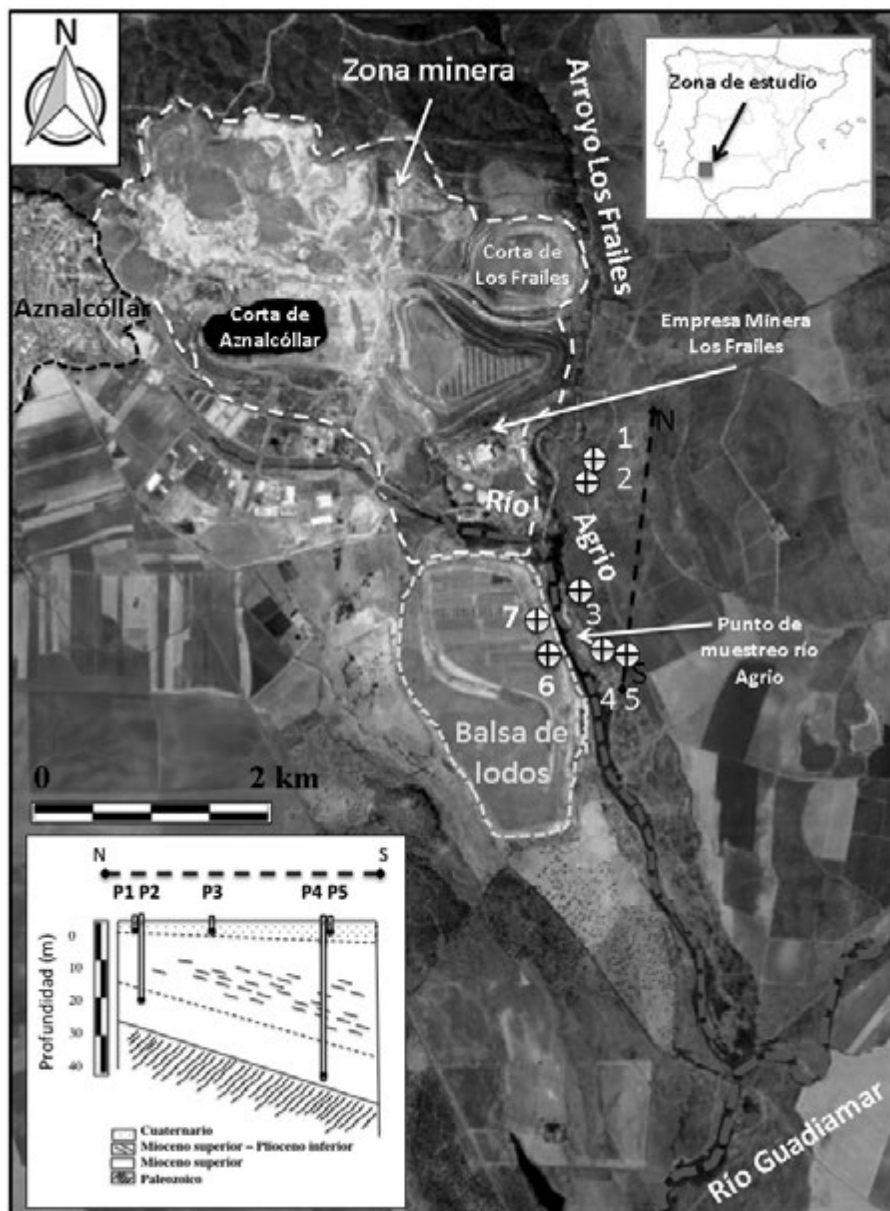 N
Zona minera
Arroyo Los Frailes
Zona de estudio
Corta de
Los Frailes
Aznalcóllar
Corta de
Aznalcóllar
Empresa Minera
Los Frailes
N
1
2
Río
Agrio
3
7
Punto de
muestreo río
Agrio
6
S
4
5
Balsa de
lodos
0
2 km
N
S
P1
P2
P3
P4
P5
Profundidad (m)
0
10
20
30
40
Cuaternario
Mioceno superior – Plioceno inferior
Mioceno superior
Paleozoico
Río Guadiamar